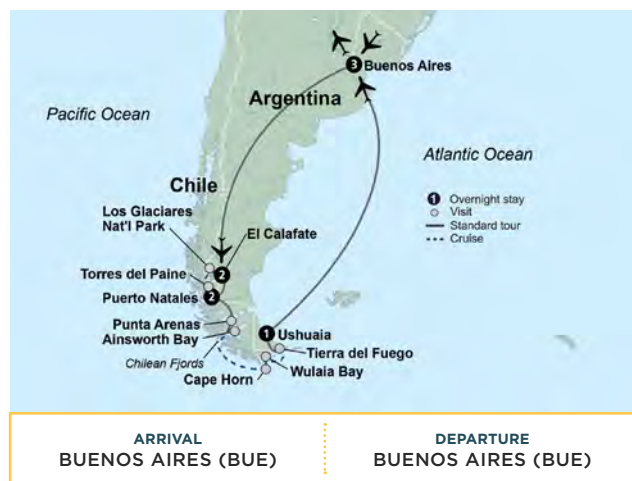 3 Buenos Aires
Argentina
Pacific Ocean
Atlantic Ocean
Chile
1 Overnight stay
Visit
Standard tour
Cruise
Los Glaciares
Nat'l Park
El Calafate
2
Torres del Paine
Puerto Natales 2
Punta Arenas
Ainsworth Bay
1 Ushuaia
Tierra del Fuego
Chilean Fjords
Wulaia Bay
Cape Horn
ARRIVAL
BUENOS AIRES (BUE)
DEPARTURE
BUENOS AIRES (BUE)